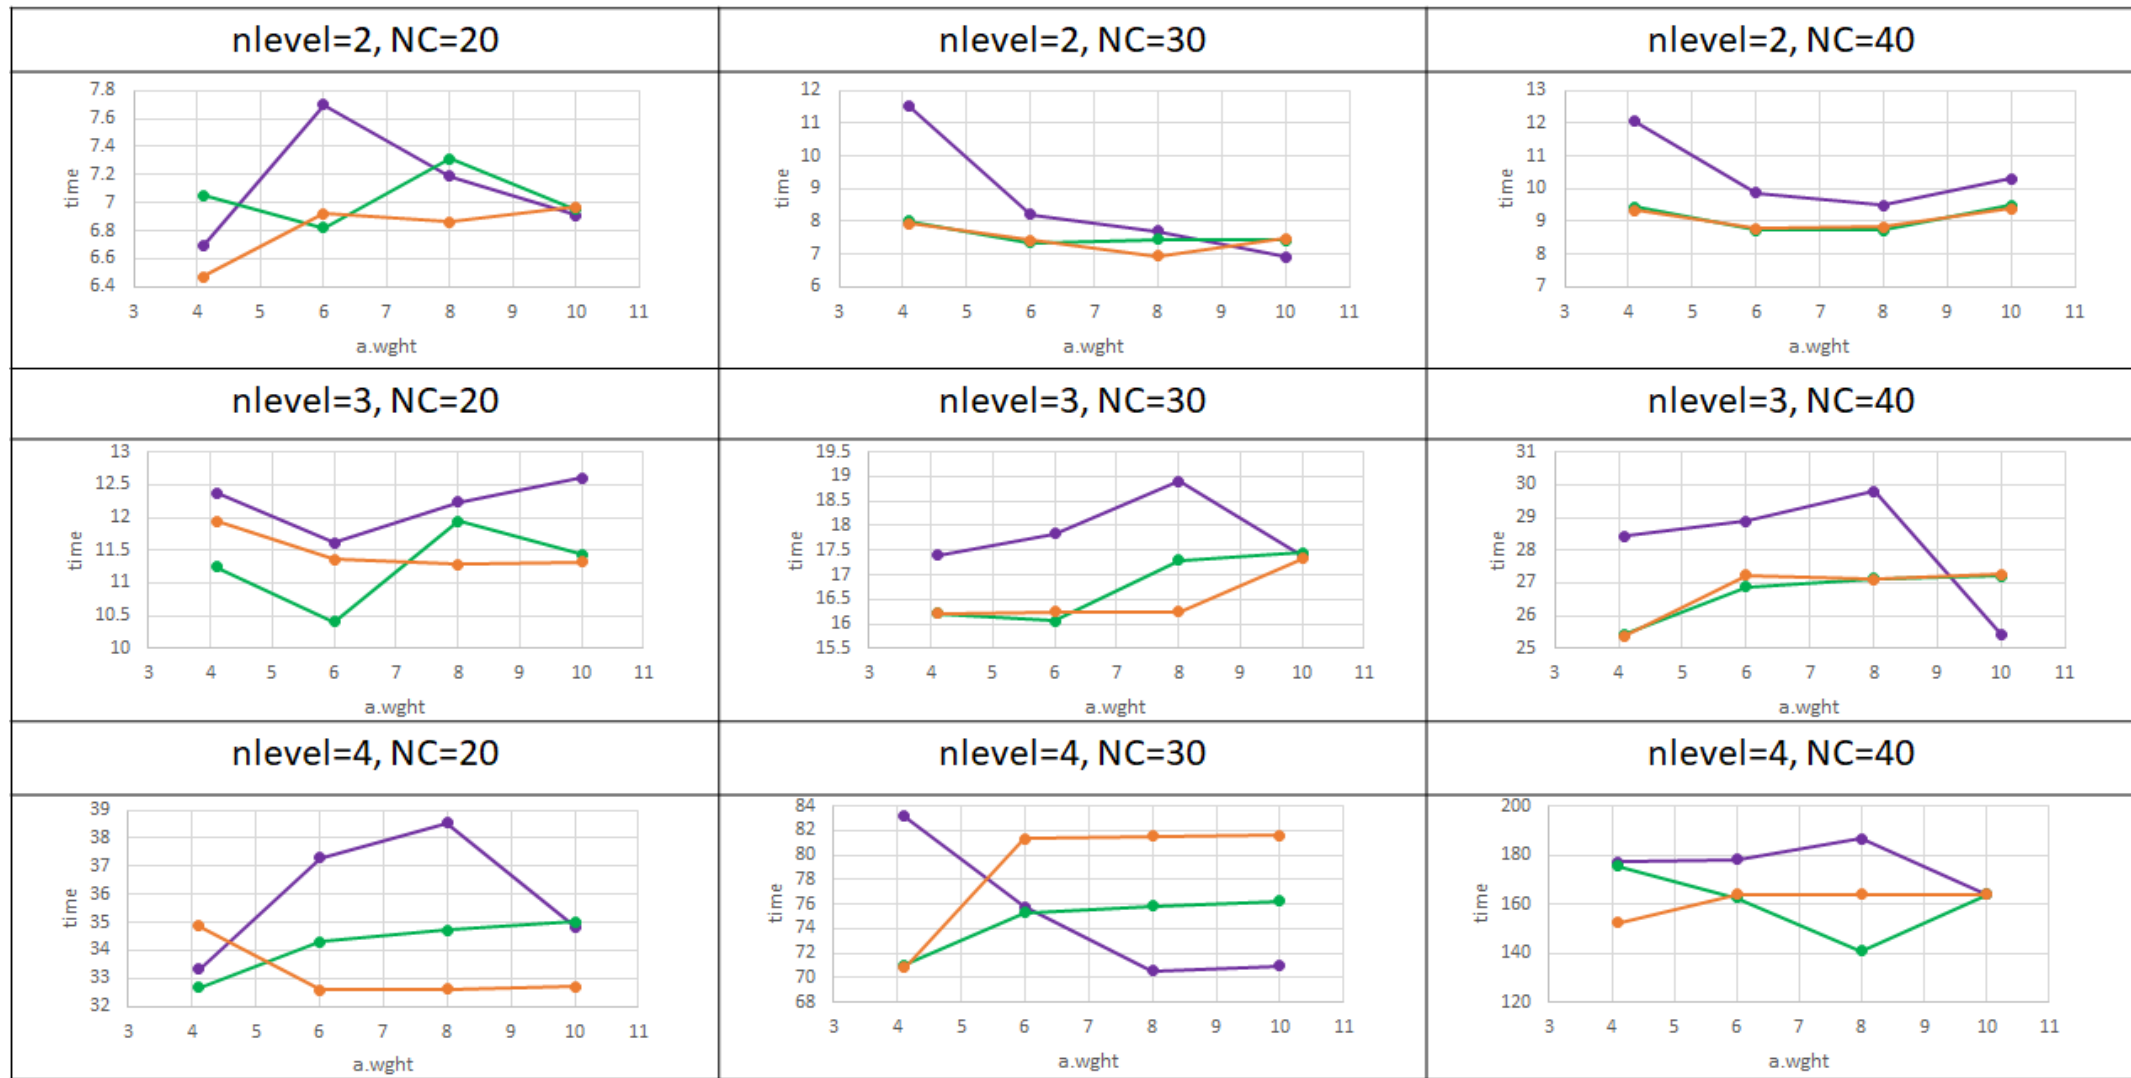 nlevel=2, NC=20
nlevel=2, NC=30
nlevel=2, NC=40
7.8
7.6
7.4
7.2
7
6.8
6.6
6.4
time
3 4 5 6 7 8 9 10 11
a.wght
12
11
10
9
8
7
6
time
3 4 5 6 7 8 9 10 11
a.wght
13
12
11
10
9
8
7
time
3 4 5 6 7 8 9 10 11
a.wght
nlevel=3, NC=20
nlevel=3, NC=30
nlevel=3, NC=40
13
12.5
12
11.5
11
10.5
10
time
3 4 5 6 7 8 9 10 11
a.wght
19.5
19
18.5
18
17.5
17
16.5
16
15.5
time
3 4 5 6 7 8 9 10 11
a.wght
31
30
29
28
27
26
25
time
3 4 5 6 7 8 9 10 11
a.wght
nlevel=4, NC=20
nlevel=4, NC=30
nlevel=4, NC=40
39
38
37
36
35
34
33
32
time
3 4 5 6 7 8 9 10 11
a.wght
84
82
80
78
76
74
72
70
68
time
3 4 5 6 7 8 9 10 11
a.wght
200
180
160
140
120
time
3 4 5 6 7 8 9 10 11
a.wght